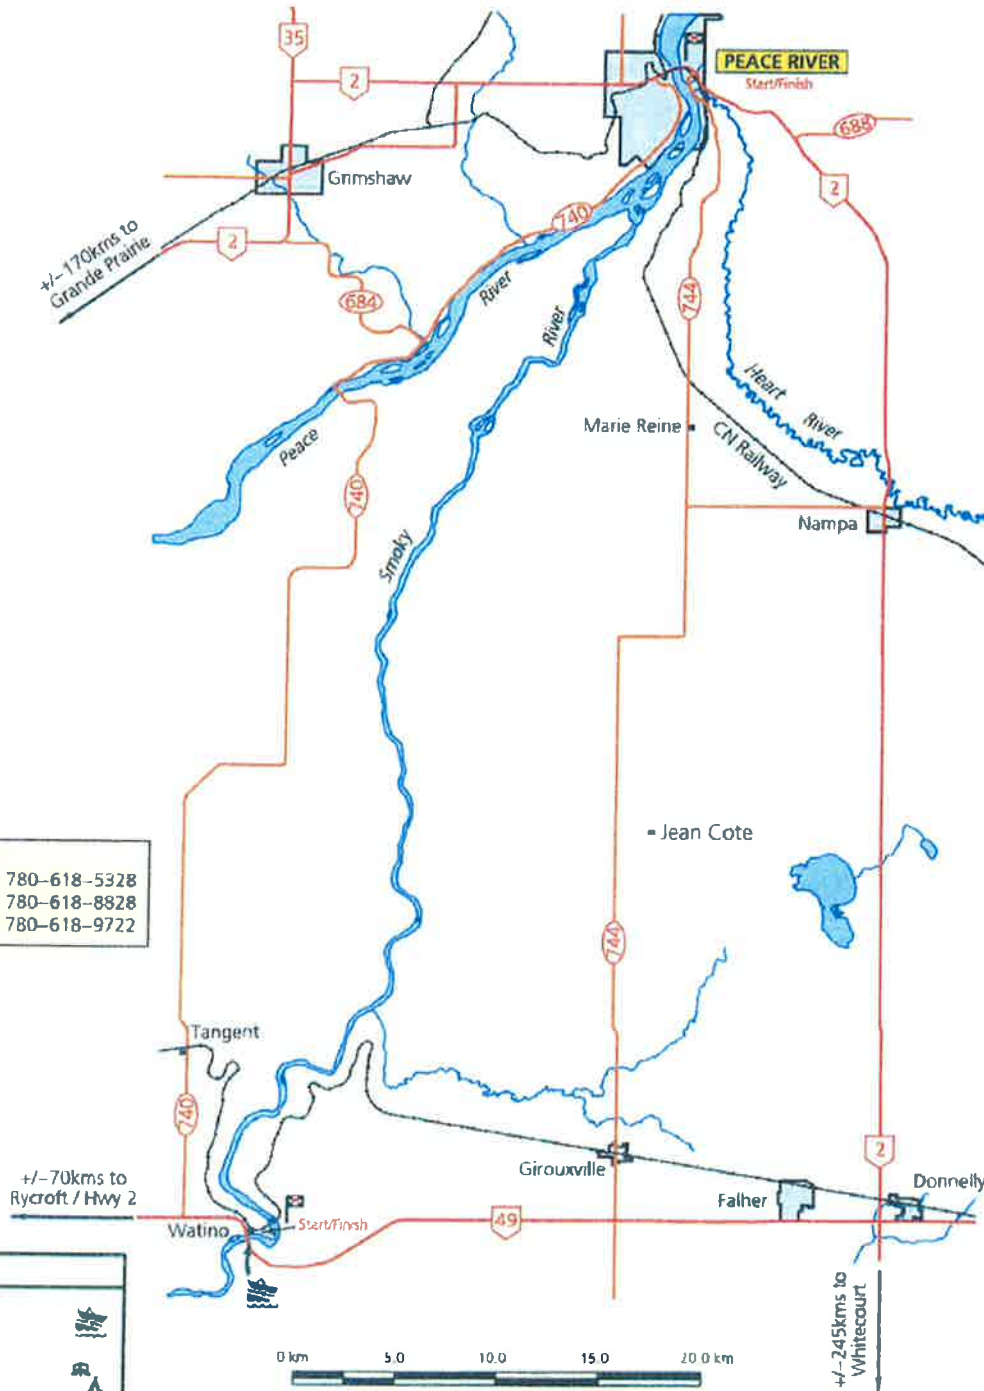 35
2
PEACE RIVER
Start/Finish
688
2
Grimshaw
740
2
+/-170kms to
Grande Prairie
684
River
River
744
Heart
River
Marie Reine
CN Railway
Peace
740
Nampa
Smoky
Jean Cote
780-618-5328
780-618-8828
780-618-9722
744
Tangent
740
2
Girouxville
+/-70kms to
Rycroft / Hwy 2
Falher
Donnelly
Watino
Start/Finish
49
+/-245kms to
Whitecourt
0 km 5.0 10.0 15.0 20.0 km